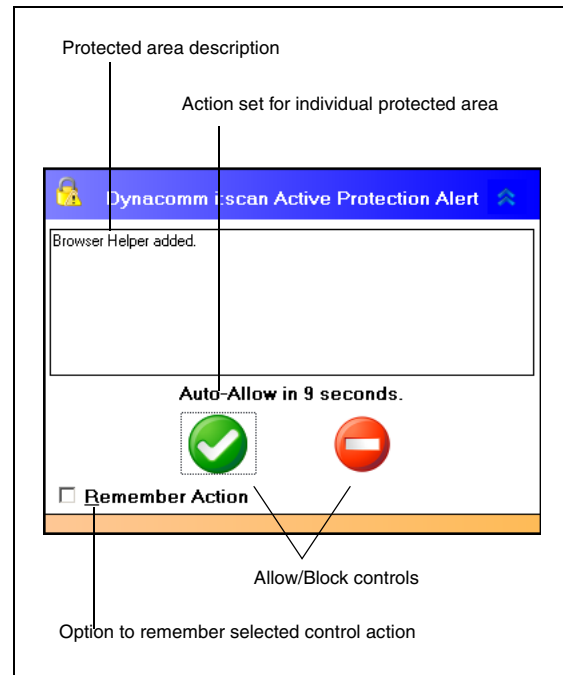 Protected area description
Action set for individual protected area
Dynacomm i:scan Active Protection Alert
Browser Helper added.
Auto-Allow in 9 seconds.
Remember Action
Allow/Block controls
Option to remember selected control action